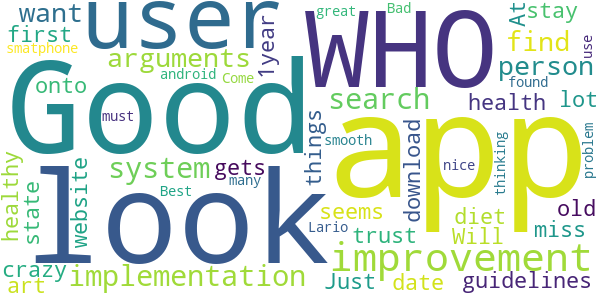 want
user
WHO
great
Bad
At
stay
first
smatphone
arguments
1year
find
use
Good
android
Come
person
found
onto
must
search
health
lot
app
things
smooth
download
nice
thinking
problem
healthy
state
website
system
gets
many
Best
look
Lario
seems
diet
old
trust
Will
miss
improvement
crazy
art
implementation
Just
date
guidelines